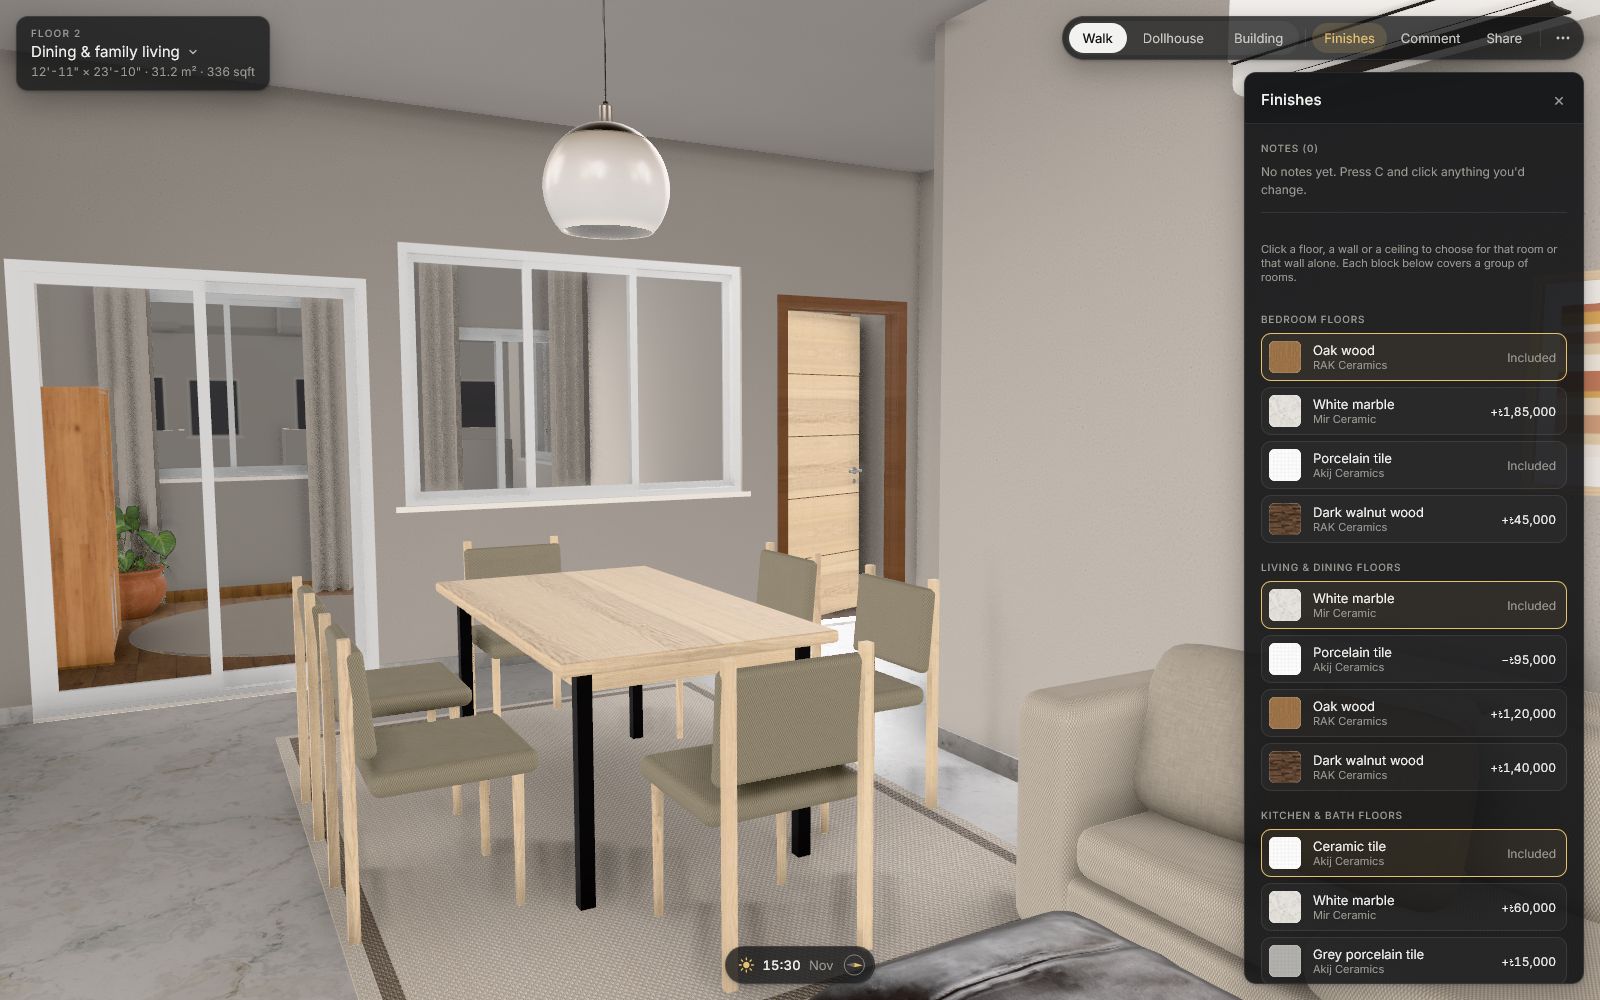 FLOOR 2
Dining & family living
12'-11" × 23'-10" · 31.2 m² · 336 sqft
Walk
Dollhouse
Building
Finishes
Comment
Share
Finishes
NOTES (0)
No notes yet. Press C and click anything you'd
change.
Click a floor, a wall or a ceiling to choose for that room or
that wall alone. Each block below covers a group of
rooms.
BEDROOM FLOORS
Oak wood
RAK Ceramics
Included
White marble
Mir Ceramic
+৳1,85,000
Porcelain tile
Akij Ceramics
Included
Dark walnut wood
RAK Ceramics
+৳45,000
LIVING & DINING FLOORS
White marble
Mir Ceramic
Included
Porcelain tile
Akij Ceramics
−৳95,000
Oak wood
RAK Ceramics
+৳1,20,000
Dark walnut wood
RAK Ceramics
+৳1,40,000
KITCHEN & BATH FLOORS
Ceramic tile
Akij Ceramics
Included
White marble
Mir Ceramic
+৳60,000
Grey porcelain tile
Akij Ceramics
+৳15,000
15:30 Nov